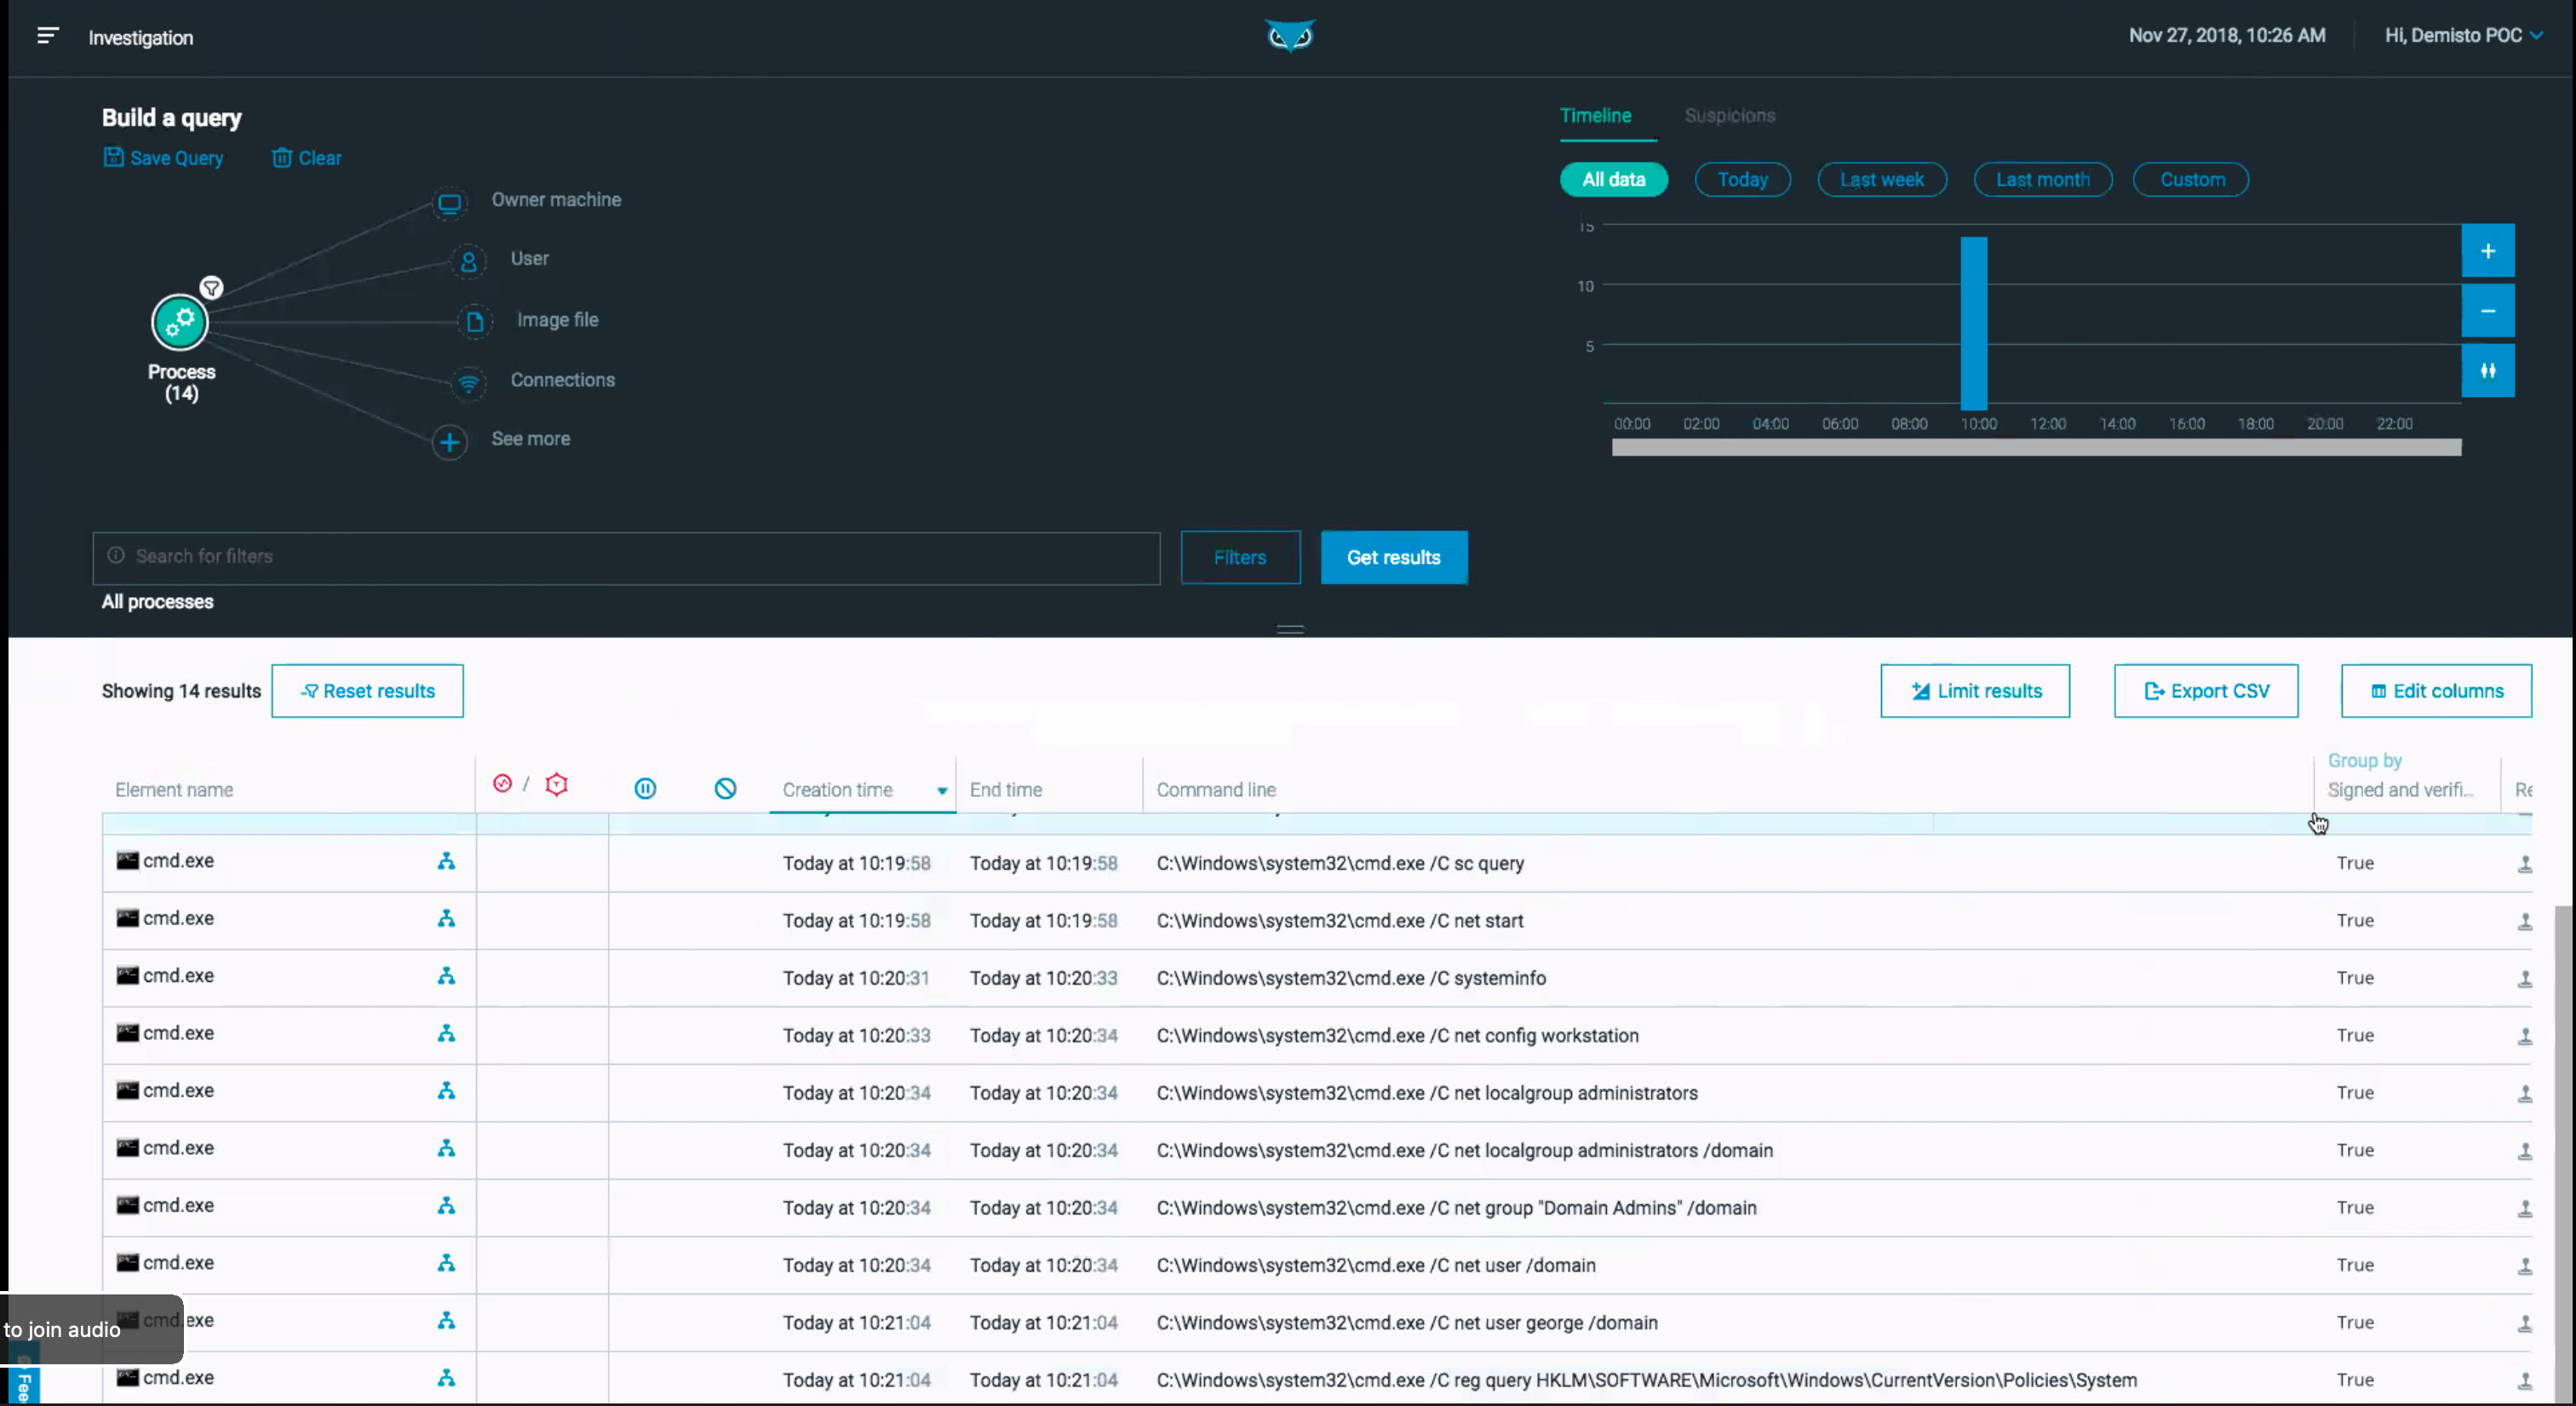 Investigation
Nov 27, 2018, 10:26 AM
Hi, Demisto POC
Build a query
Save Query
Clear
Owner machine
User
Image file
Connections
See more
Process
(14)
Timeline
Suspicions
All data
Today
Last week
Last month
Custom
15
10
5
00:00 02:00 04:00 06:00 08:00 10:00 12:00 14:00 16:00 18:00 20:00 22:00
Search for filters
Filters
Get results
All processes
Showing 14 results
Reset results
Limit results
Export CSV
Edit columns
Group by
Element name / Creation time End time Command line Signed and verifi... Re
cmd.exe Today at 10:19:58 Today at 10:19:58 C:\Windows\system32\cmd.exe /C sc query True
cmd.exe Today at 10:19:58 Today at 10:19:58 C:\Windows\system32\cmd.exe /C net start True
cmd.exe Today at 10:20:31 Today at 10:20:33 C:\Windows\system32\cmd.exe /C systeminfo True
cmd.exe Today at 10:20:33 Today at 10:20:34 C:\Windows\system32\cmd.exe /C net config workstation True
cmd.exe Today at 10:20:34 Today at 10:20:34 C:\Windows\system32\cmd.exe /C net localgroup administrators True
cmd.exe Today at 10:20:34 Today at 10:20:34 C:\Windows\system32\cmd.exe /C net localgroup administrators /domain True
cmd.exe Today at 10:20:34 Today at 10:20:34 C:\Windows\system32\cmd.exe /C net group "Domain Admins" /domain True
cmd.exe Today at 10:20:34 Today at 10:20:34 C:\Windows\system32\cmd.exe /C net user /domain True
cmd.exe Today at 10:21:04 Today at 10:21:04 C:\Windows\system32\cmd.exe /C net user george /domain True
to join audio
cmd.exe Today at 10:21:04 Today at 10:21:04 C:\Windows\system32\cmd.exe /C reg query HKLM\SOFTWARE\Microsoft\Windows\CurrentVersion\Policies\System True
Fee